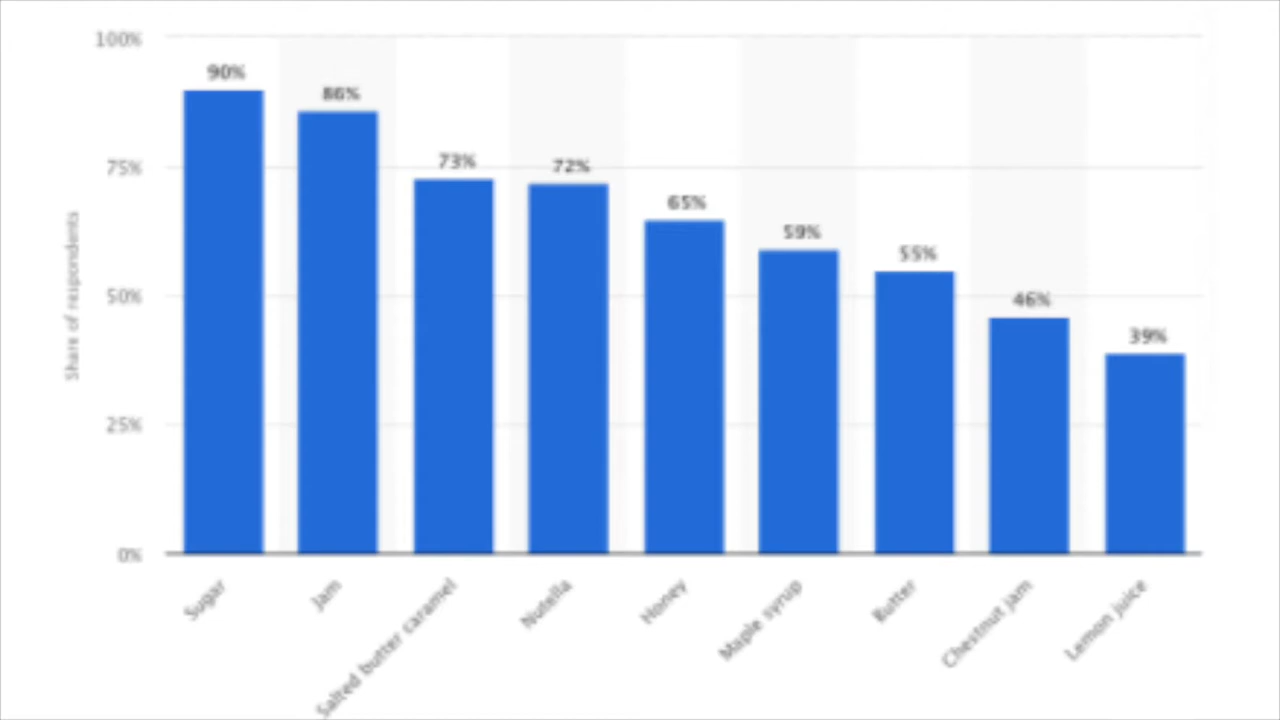 100%
75%
50%
25%
0%
Share of respondents
90%
86%
73%
72%
65%
59%
55%
46%
39%
Sugar
Jam
Salted butter caramel
Nutella
Honey
Maple syrup
Butter
Chestnut jam
Lemon juice